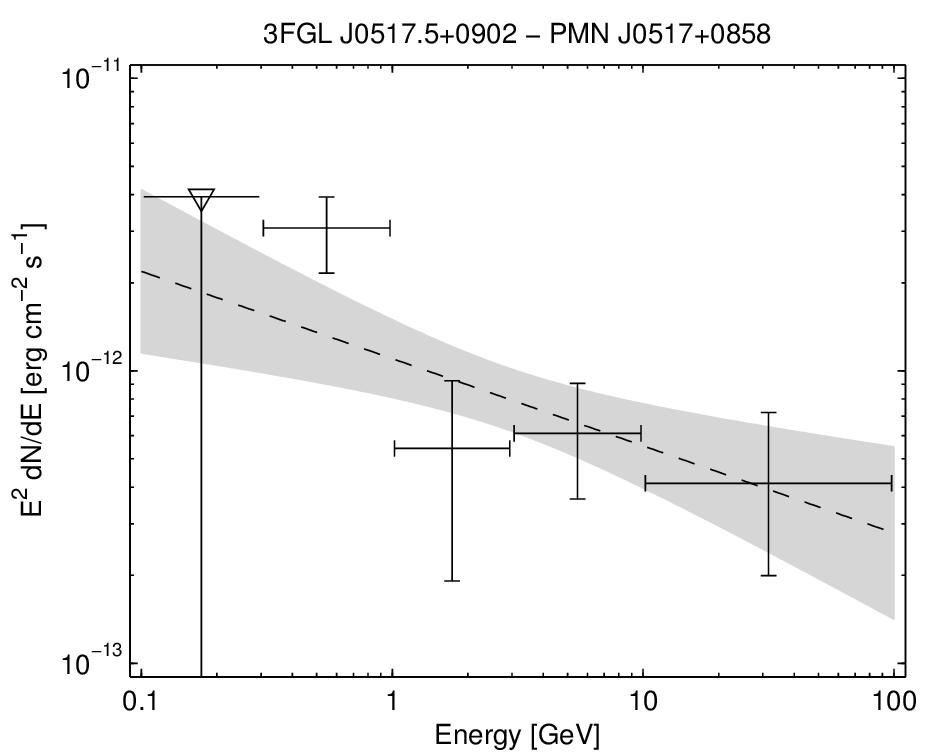 3FGL J0517.5+0902 − PMN J0517+0858
10⁻¹¹
10⁻¹²
10⁻¹³
E² dN/dE [erg cm⁻² s⁻¹]
0.1 1 10 100
Energy [GeV]